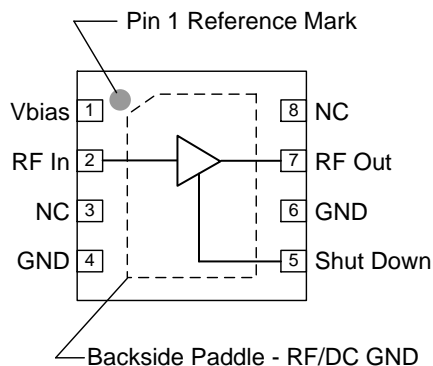 Pin 1 Reference Mark
Vbias 1
8 NC
RF In 2
7 RF Out
NC 3
6 GND
GND 4
5 Shut Down
Backside Paddle - RF/DC GND